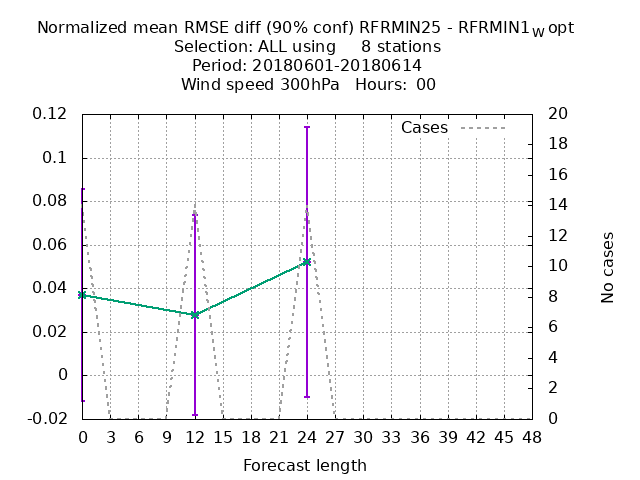 Normalized mean RMSE diff (90% conf) RFRMIN25 - RFRMIN1wopt
Selection: ALL using 8 stations
Period: 20180601-20180614
Wind speed 300hPa Hours: 00
Cases
0.12
0.1
0.08
0.06
0.04
0.02
0
-0.02
20
18
16
14
12
10
8
6
4
2
0
No cases
0 3 6 9 12 15 18 21 24 27 30 33 36 39 42 45 48
Forecast length